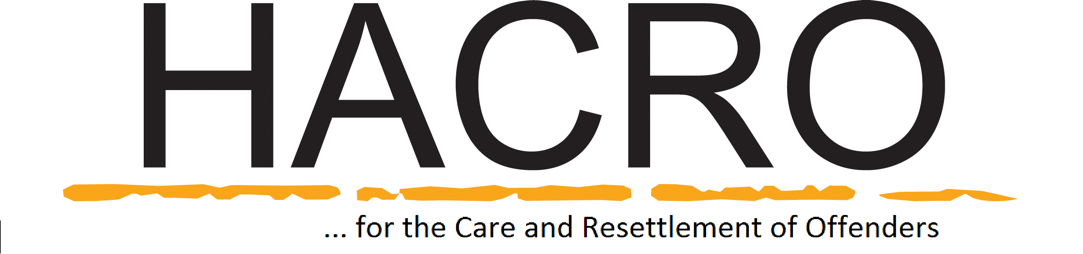 HACRO
... for the Care and Resettlement of Offenders